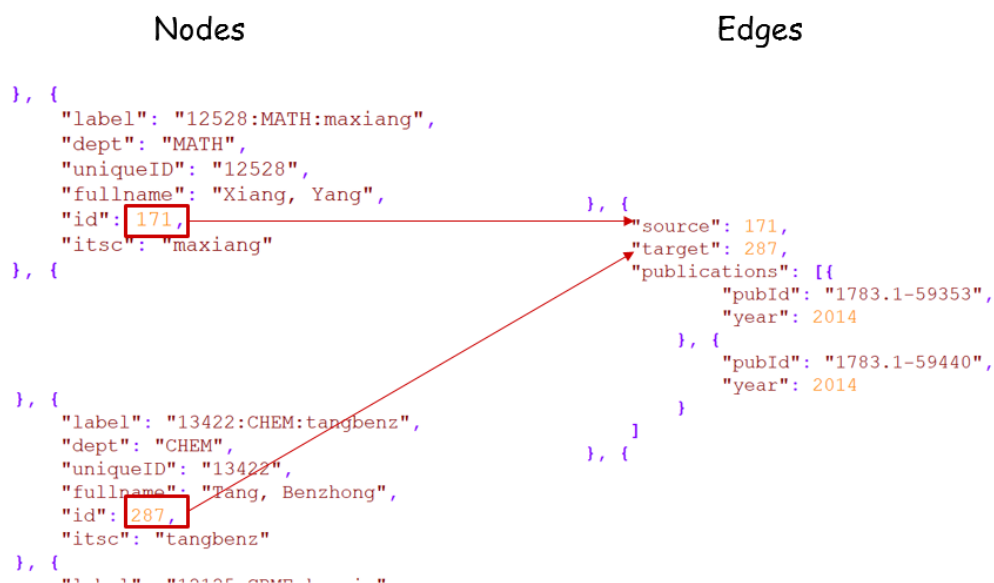 Nodes
}, {
"label": "12528:MATH:maxiang",
"dept": "MATH",
"uniqueID": "12528",
"fullname": "Xiang, Yang",
"id": 171,
"itsc": "maxiang"
}, {
}, {
"label": "13422:CHEM:tangbenz",
"dept": "CHEM",
"uniqueID": "13422",
"fullname": "Tang, Benzhong",
"id": 287,
"itsc": "tangbenz"
}, {
Edges
}, {
"source": 171,
"target": 287,
"publications": [{
"pubId": "1783.1-59353",
"year": 2014
}, {
"pubId": "1783.1-59440",
"year": 2014
}
]
}, {